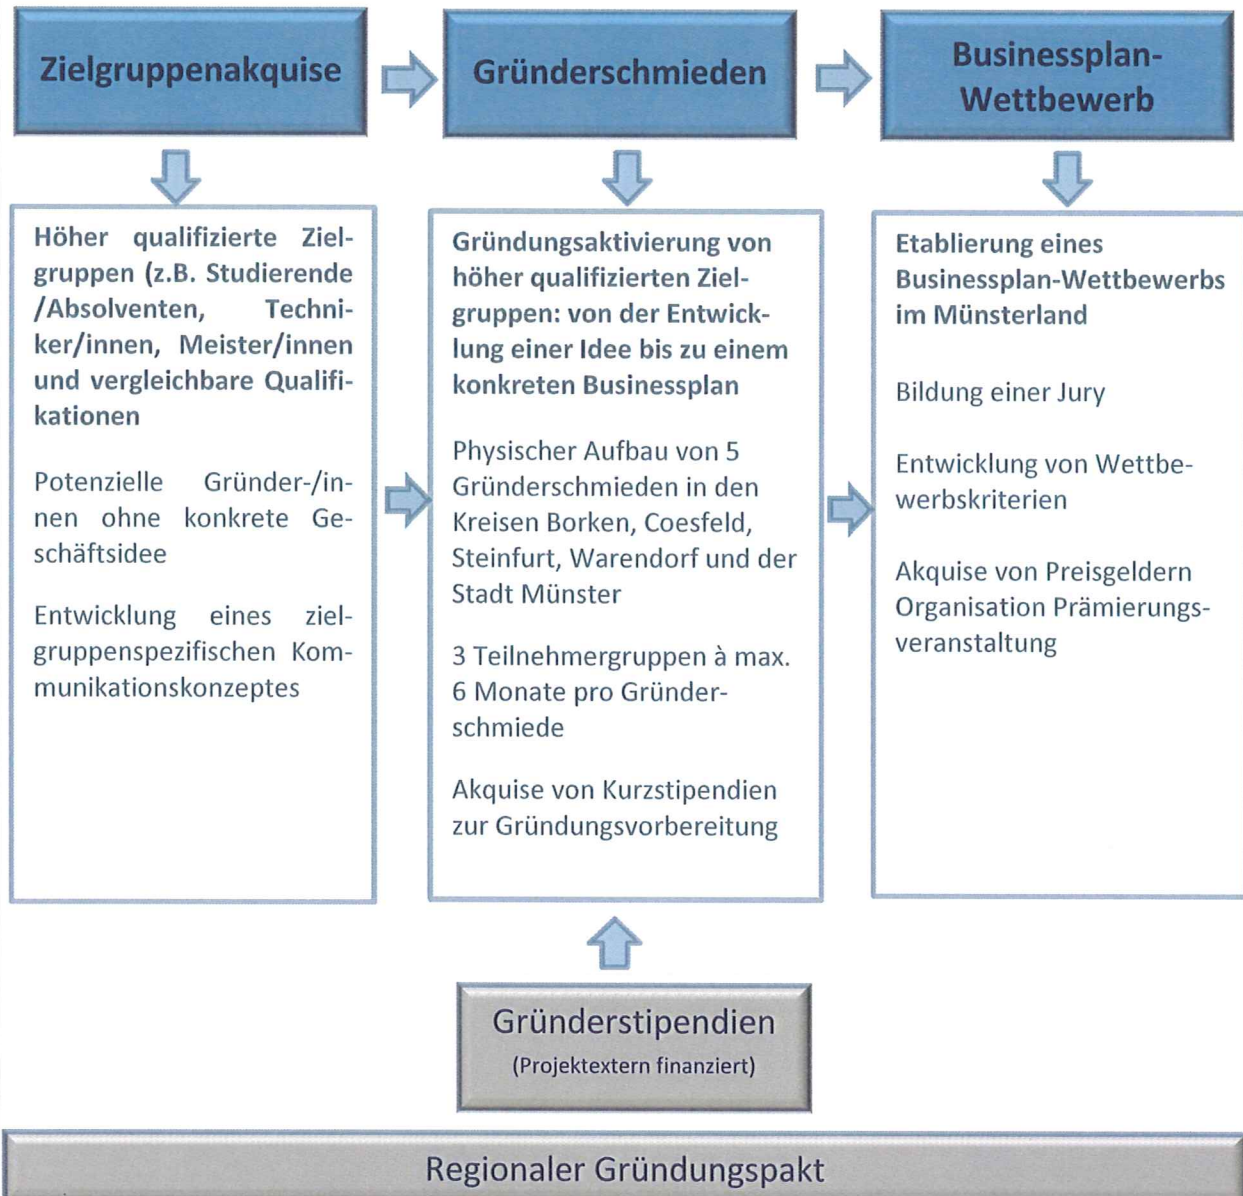 Zielgruppenakquise
Gründerschmieden
Businessplan-
Wettbewerb
Höher qualifizierte Ziel-
gruppen (z.B. Studierende
/Absolventen, Techni-
ker/innen, Meister/innen
und vergleichbare Qualifi-
kationen
Potenzielle Gründer-/in-
nen ohne konkrete Ge-
schäftsidee
Entwicklung eines ziel-
gruppenspezifischen Kom-
munikationskonzeptes
Gründungsaktivierung von
höher qualifizierten Ziel-
gruppen: von der Entwick-
lung einer Idee bis zu einem
konkreten Businessplan
Physischer Aufbau von 5
Gründerschmieden in den
Kreisen Borken, Coesfeld,
Steinfurt, Warendorf und der
Stadt Münster
3 Teilnehmergruppen à max.
6 Monate pro Gründer-
schmiede
Akquise von Kurzstipendien
zur Gründungsvorbereitung
Etablierung eines
Businessplan-Wettbewerbs
im Münsterland
Bildung einer Jury
Entwicklung von Wettbe-
werbskriterien
Akquise von Preisgeldern
Organisation Prämierungs-
veranstaltung
Gründerstipendien
(Projektextern finanziert)
Regionaler Gründungspakt